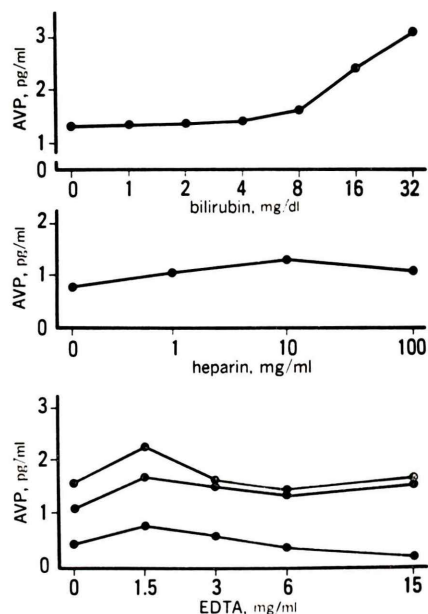 3
2
1
0
AVP, pg/ml
0 1 2 4 8 16 32
bilirubin, mg/dl
2
1
0
AVP, pg/ml
0 1 10 100
heparin, mg/ml
3
2
1
0
AVP, pg/ml
0 1.5 3 6 15
EDTA, mg/ml